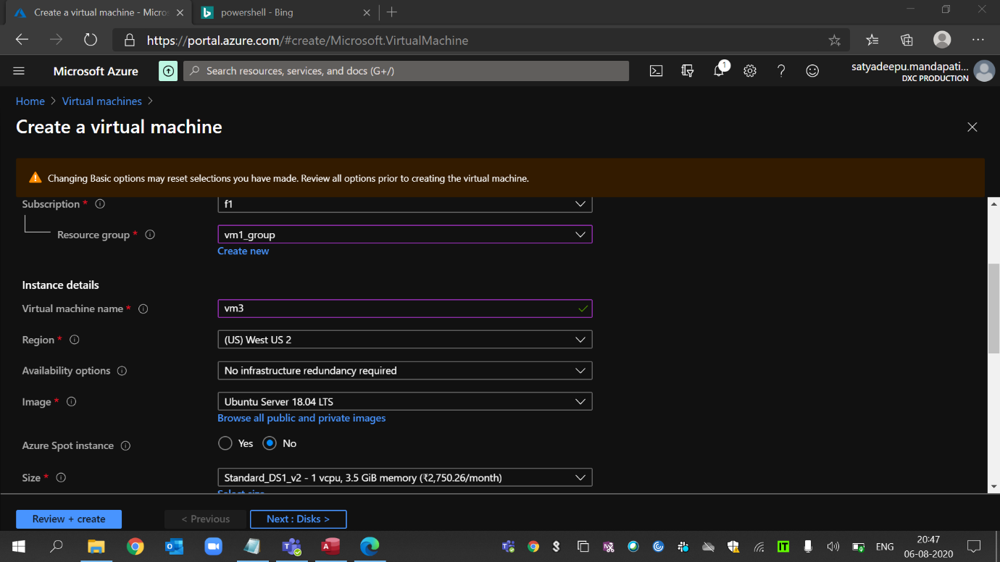 Create a virtual machine - Micros
powershell - Bing
https://portal.azure.com/#create/Microsoft.VirtualMachine
Microsoft Azure
Search resources, services, and docs (G+/)
1
satyadeepu.mandapati...
DXC PRODUCTION
Home > Virtual machines >
Create a virtual machine
Changing Basic options may reset selections you have made. Review all options prior to creating the virtual machine.
Subscription *
f1
Resource group *
vm1_group
Create new
Instance details
Virtual machine name *
vm3
Region *
(US) West US 2
Availability options
No infrastructure redundancy required
Image *
Ubuntu Server 18.04 LTS
Browse all public and private images
Azure Spot instance
Yes No
Size *
Standard_DS1_v2 - 1 vcpu, 3.5 GiB memory (₹2,750.26/month)
Select size
Review + create
< Previous
Next : Disks >
ENG
20:47
06-08-2020